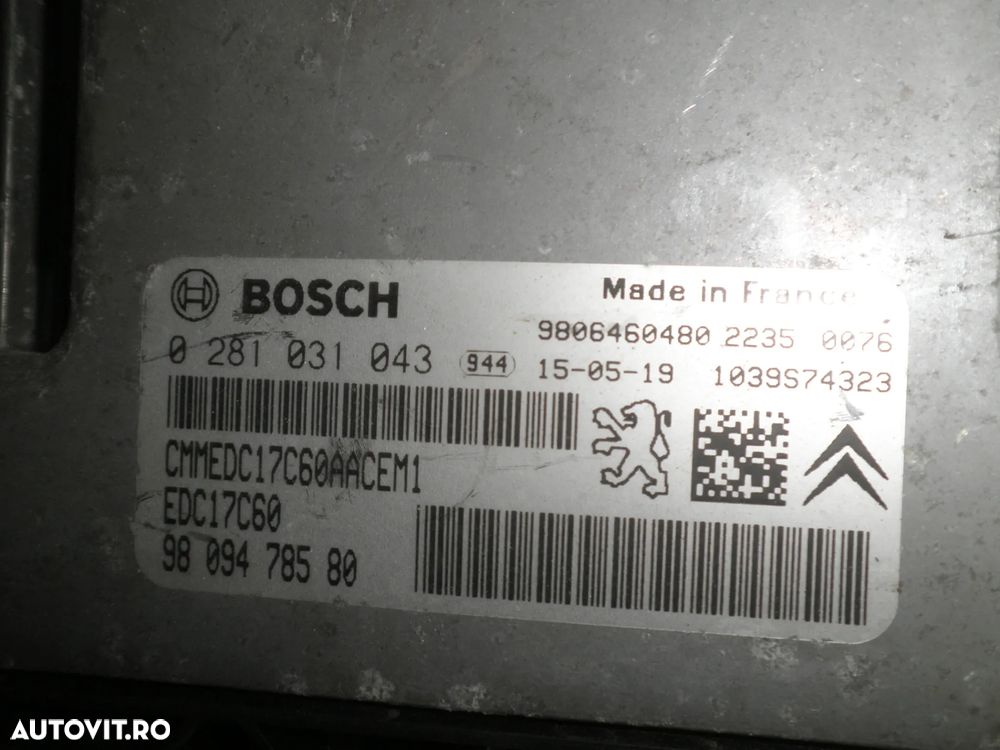 BOSCH
Made in France
9806460480 2235 0076
0 281 031 043 944 15-05-19 1039S74323
CMMEDC17C60AACEM1
EDC17C60
98 094 785 80
AUTOVIT.RO